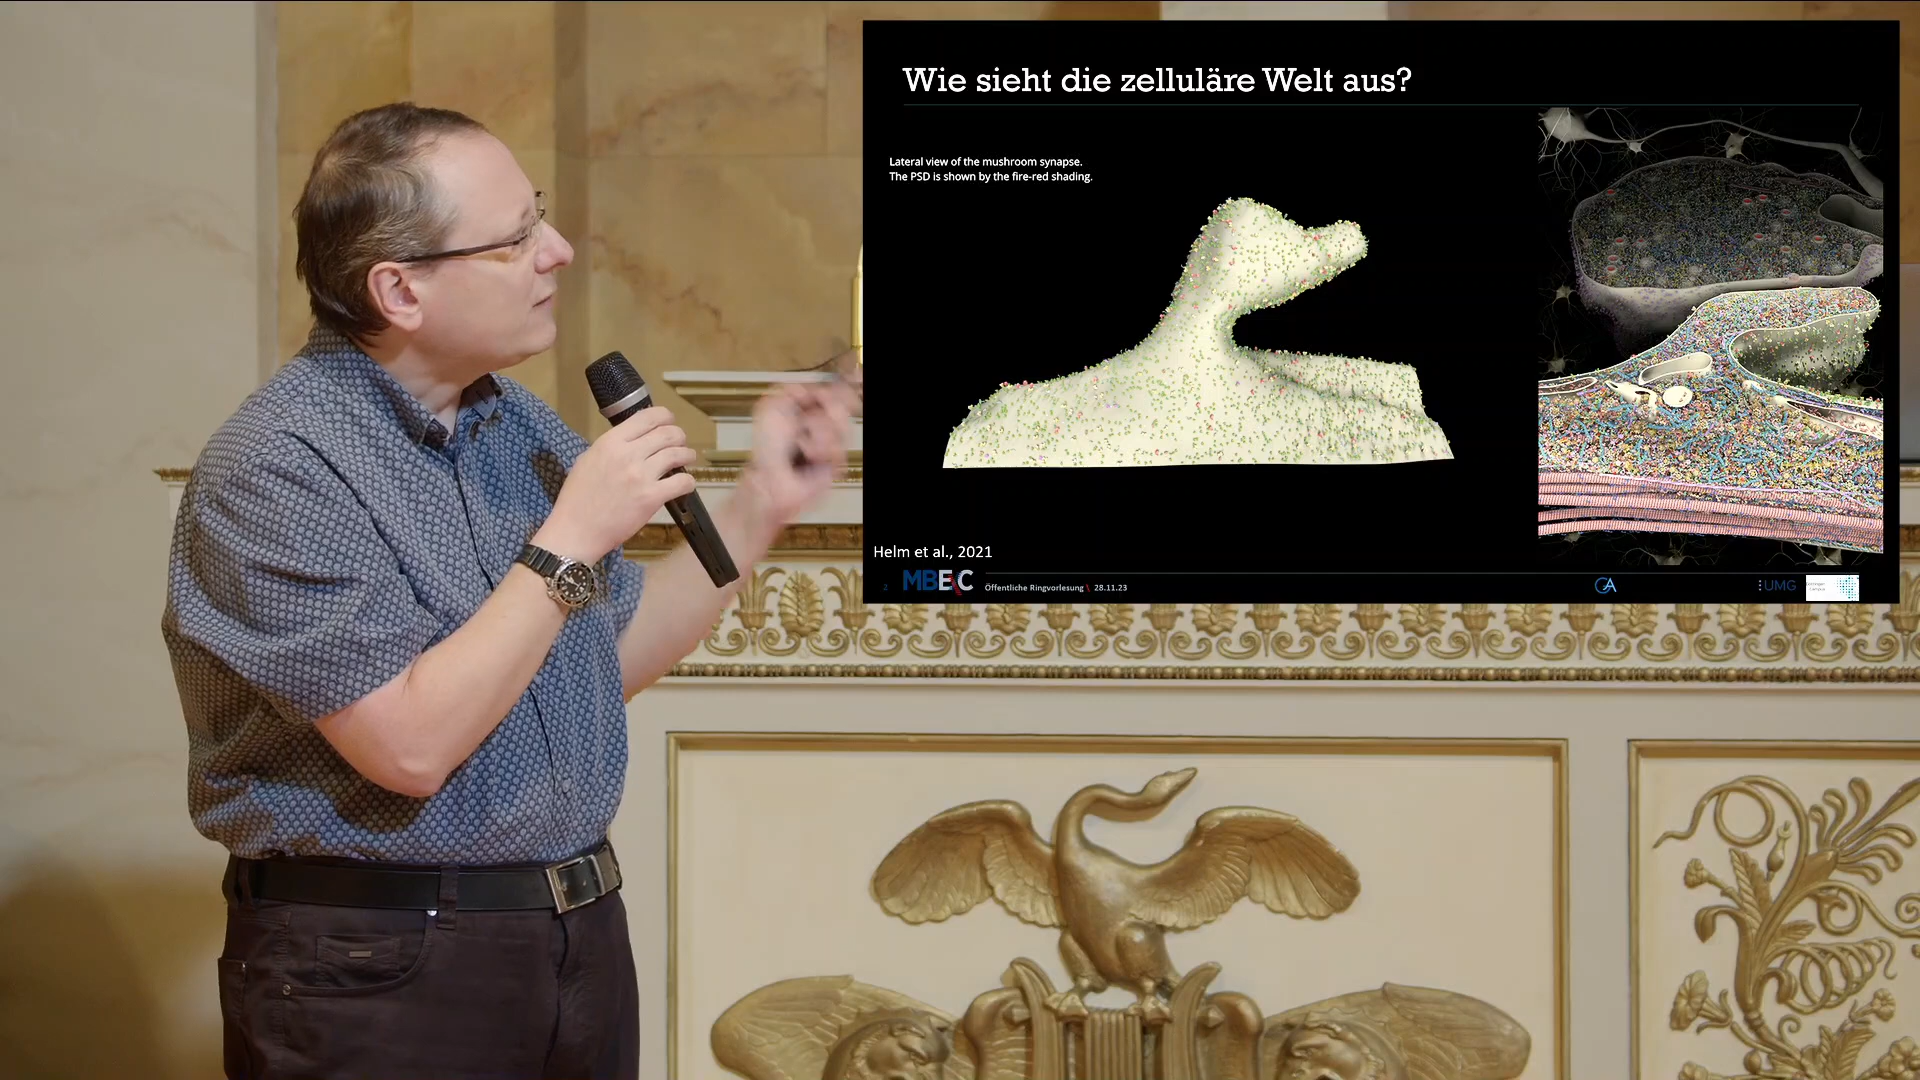 Wie sieht die zelluläre Welt aus?
Lateral view of the mushroom synapse.
The PSD is shown by the fire-red shading.
Helm et al., 2021
2 MBExC Öffentliche Ringvorlesung \ 28.11.23
UMG